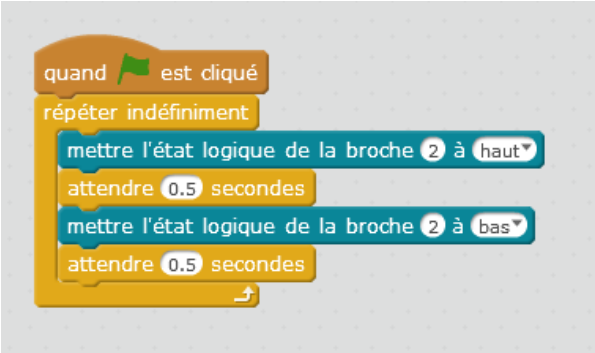 quand est cliqué
répéter indéfiniment
mettre l'état logique de la broche 2 à haut
attendre 0.5 secondes
mettre l'état logique de la broche 2 à bas
attendre 0.5 secondes